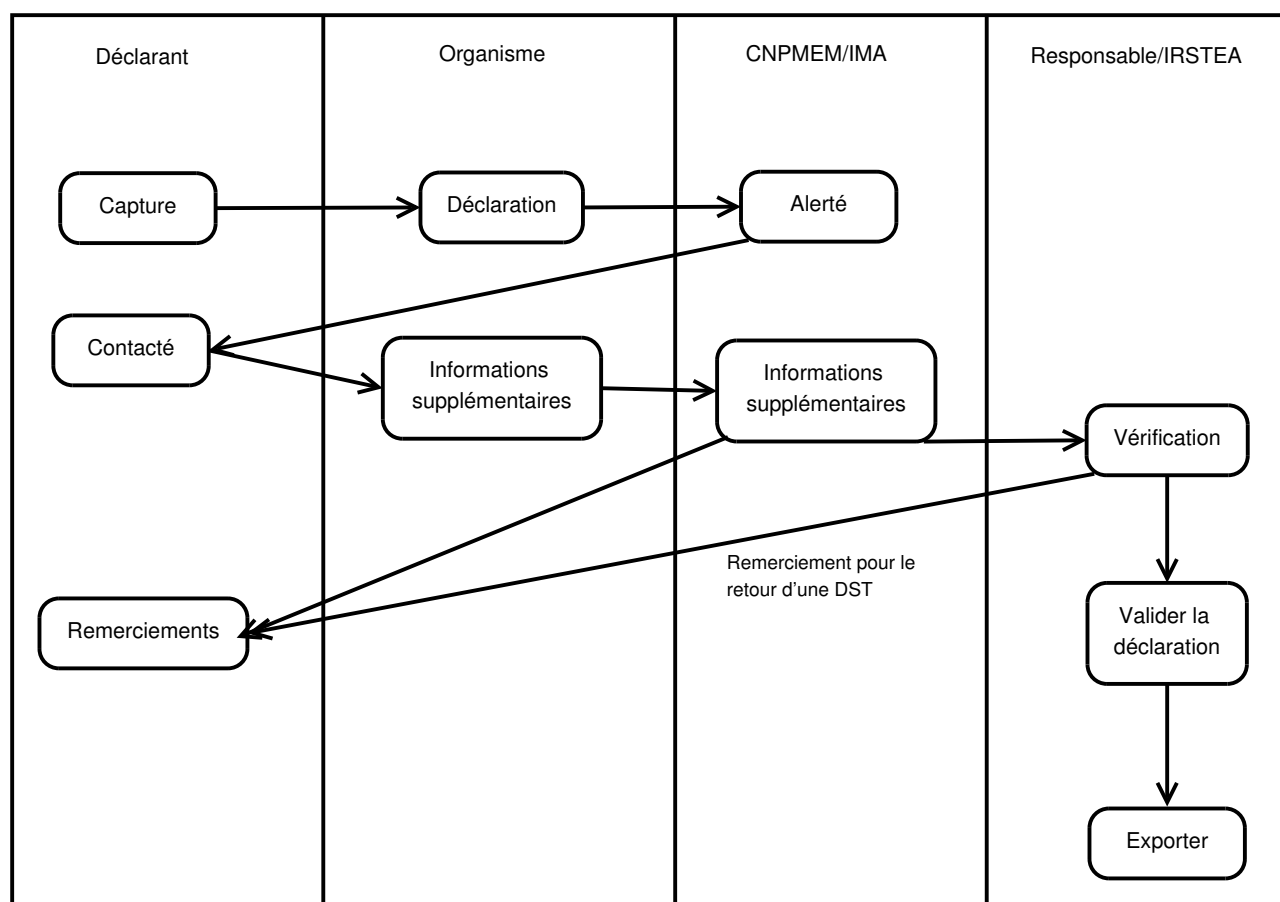 Déclarant
Organisme
CNPMEM/IMA
Responsable/IRSTEA
Capture
Déclaration
Alerté
Contacté
Informations
supplémentaires
Informations
supplémentaires
Vérification
Remerciement pour le
retour d'une DST
Remerciements
Valider la
déclaration
Exporter